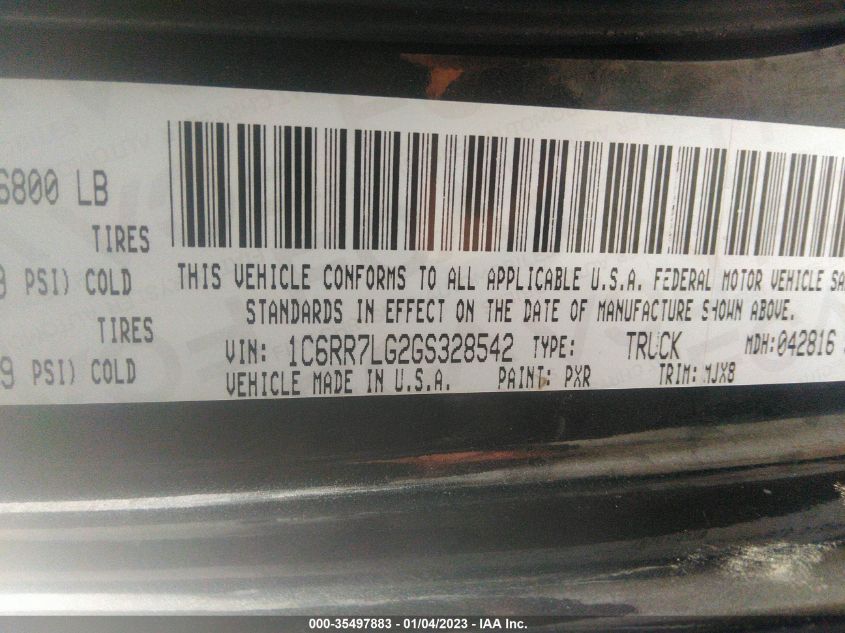 6800 LB
TIRES
PSI) COLD
TIRES
PSI) COLD
THIS VEHICLE CONFORMS TO ALL APPLICABLE U.S.A. FEDERAL MOTOR VEHICLE SA
STANDARDS IN EFFECT ON THE DATE OF MANUFACTURE SHOWN ABOVE.
VIN: 1C6RR7LG2GS328542 TYPE: TRUCK MDH:042816
VEHICLE MADE IN U.S.A. PAINT: PXR TRIM: MJX8
000-35497883 - 01/04/2023 - © IAA Inc.